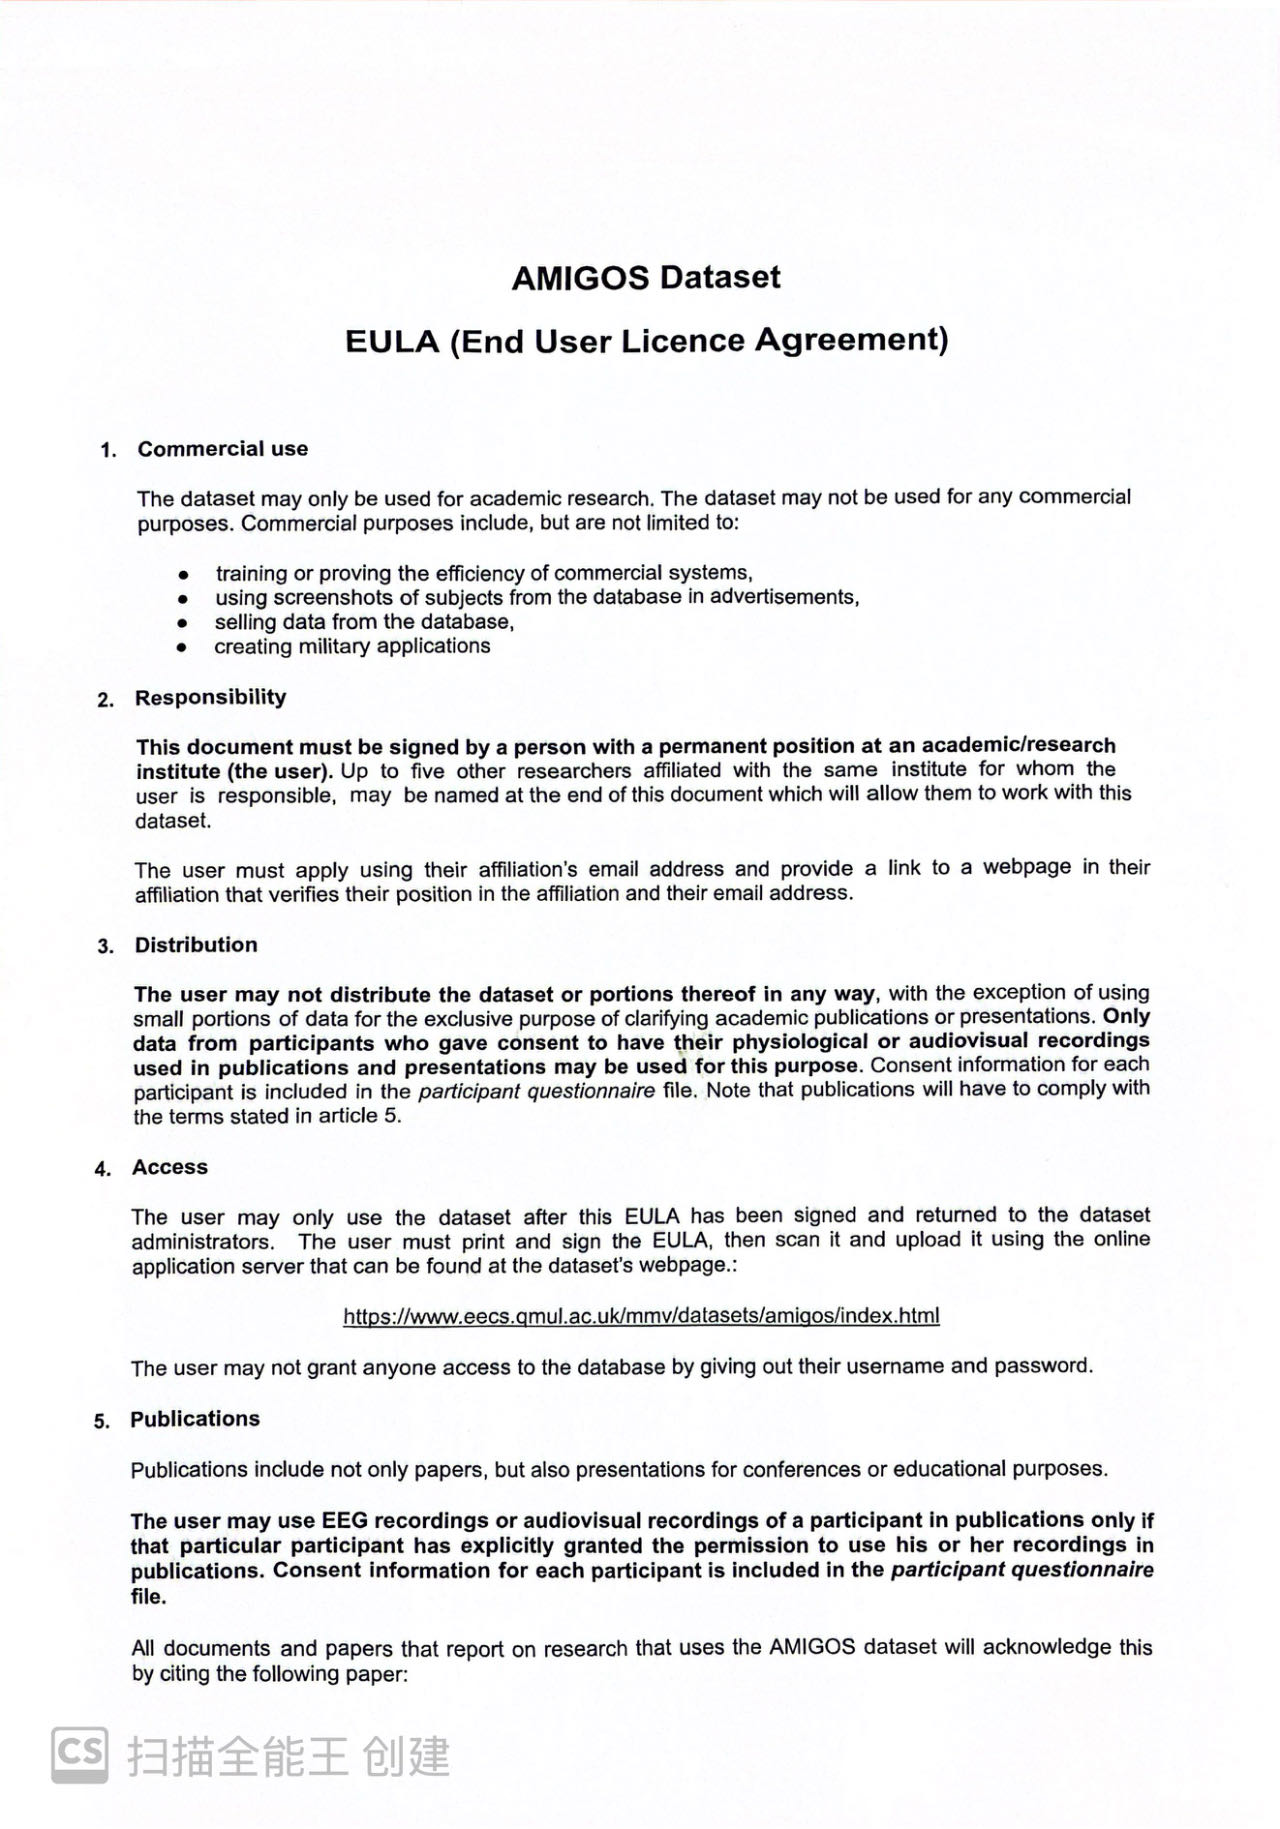 AMIGOS Dataset
EULA (End User Licence Agreement)
1. Commercial use
The dataset may only be used for academic research. The dataset may not be used for any commercial
purposes. Commercial purposes include, but are not limited to:
● training or proving the efficiency of commercial systems,
● using screenshots of subjects from the database in advertisements,
● selling data from the database,
● creating military applications
2. Responsibility
This document must be signed by a person with a permanent position at an academic/research
institute (the user). Up to five other researchers affiliated with the same institute for whom the
user is responsible, may be named at the end of this document which will allow them to work with this
dataset.
The user must apply using their affiliation's email address and provide a link to a webpage in their
affiliation that verifies their position in the affiliation and their email address.
3. Distribution
The user may not distribute the dataset or portions thereof in any way, with the exception of using
small portions of data for the exclusive purpose of clarifying academic publications or presentations. Only
data from participants who gave consent to have their physiological or audiovisual recordings
used in publications and presentations may be used for this purpose. Consent information for each
participant is included in the participant questionnaire file. Note that publications will have to comply with
the terms stated in article 5.
4. Access
The user may only use the dataset after this EULA has been signed and returned to the dataset
administrators. The user must print and sign the EULA, then scan it and upload it using the online
application server that can be found at the dataset's webpage.:
https://www.eecs.qmul.ac.uk/mmv/datasets/amigos/index.html
The user may not grant anyone access to the database by giving out their username and password.
5. Publications
Publications include not only papers, but also presentations for conferences or educational purposes.
The user may use EEG recordings or audiovisual recordings of a participant in publications only if
that particular participant has explicitly granted the permission to use his or her recordings in
publications. Consent information for each participant is included in the participant questionnaire
file.
All documents and papers that report on research that uses the AMIGOS dataset will acknowledge this
by citing the following paper:
CS 扫描全能王 创建